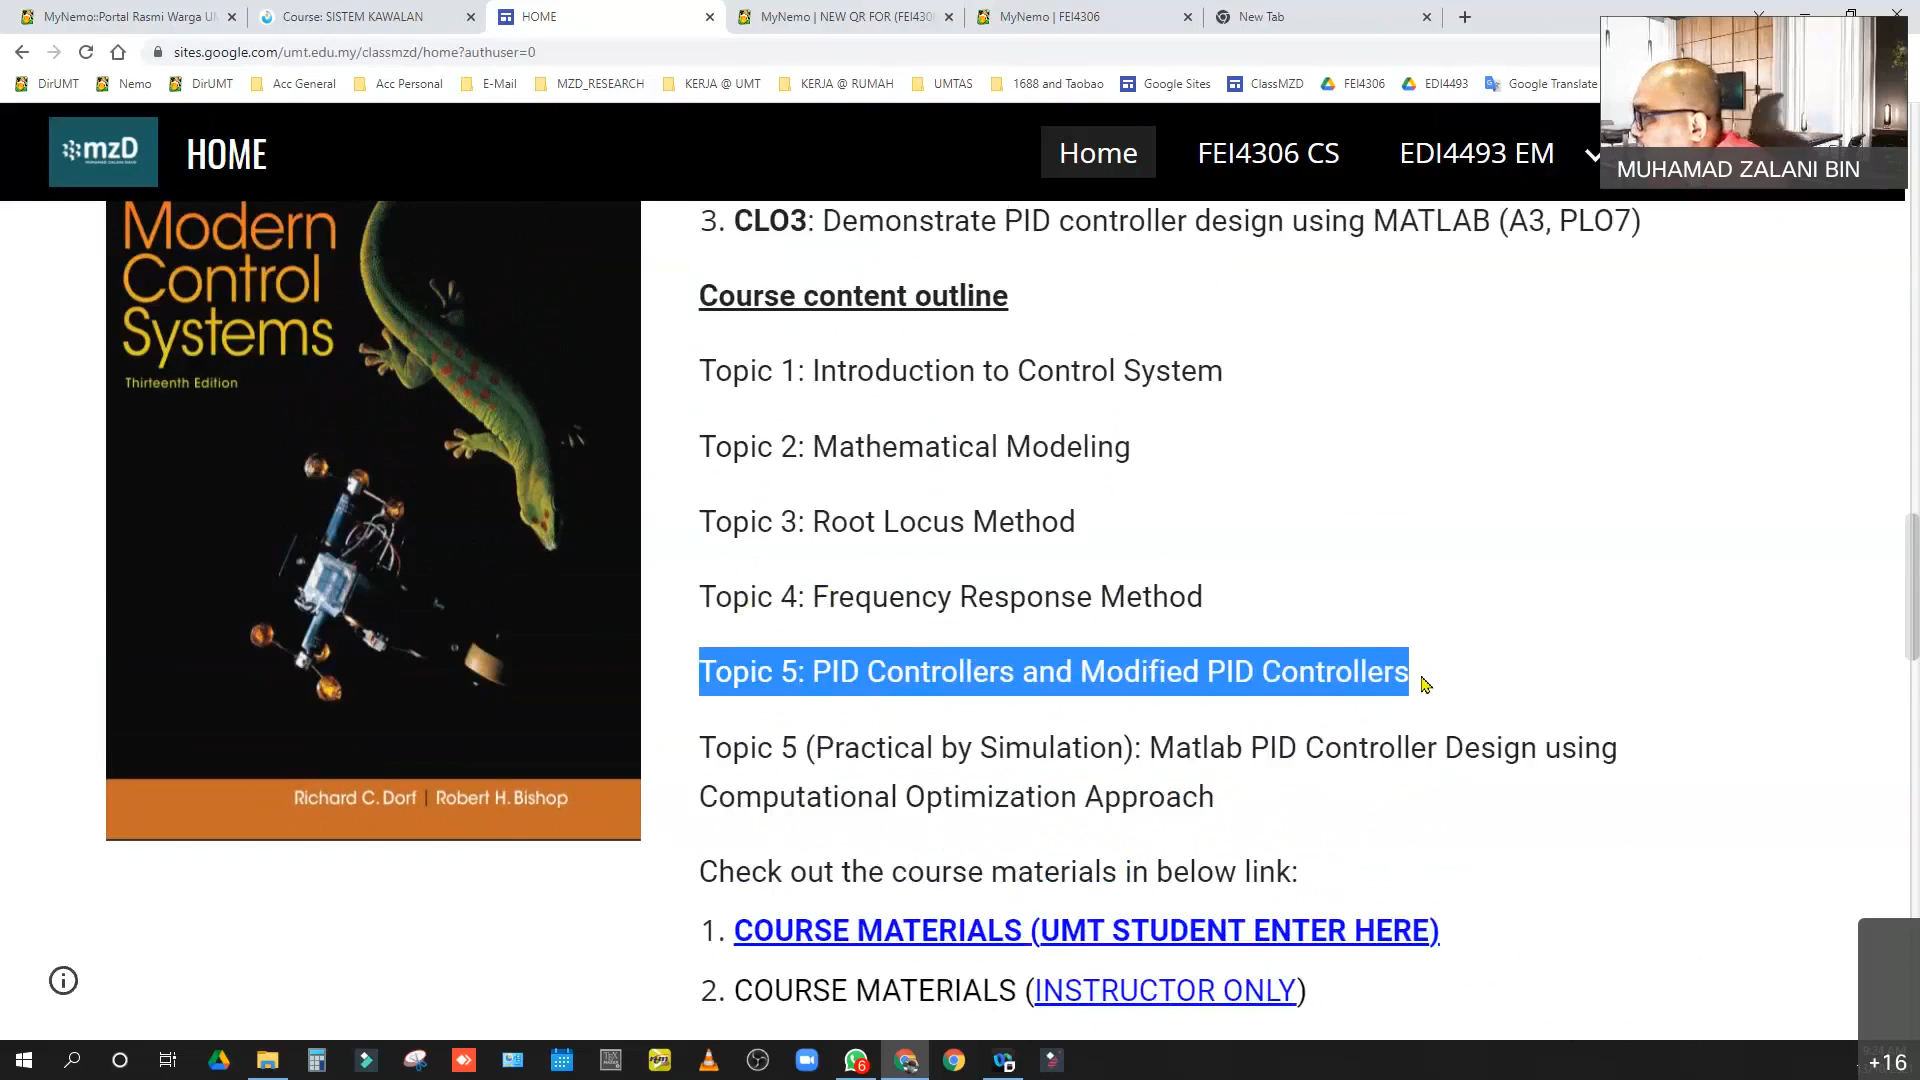 MyNemo::Portal Rasmi Warga UM
Course: SISTEM KAWALAN
HOME
MyNemo | NEW QR FOR (FEI430
MyNemo | FEI4306
New Tab
sites.google.com/umt.edu.my/classmzd/home?authuser=0
DirUMT
Nemo
DirUMT
Acc General
Acc Personal
E-Mail
MZD_RESEARCH
KERJA @ UMT
KERJA @ RUMAH
UMTAS
1688 and Taobao
Google Sites
ClassMZD
FEI4306
EDI4493
Google Translate
mzD
HOME
Home
FEI4306 CS
EDI4493 EM
MUHAMAD ZALANI BIN
Modern
Control
Systems
Thirteenth Edition
Richard C. Dorf | Robert H. Bishop
3. CLO3: Demonstrate PID controller design using MATLAB (A3, PLO7)
Course content outline
Topic 1: Introduction to Control System
Topic 2: Mathematical Modeling
Topic 3: Root Locus Method
Topic 4: Frequency Response Method
Topic 5: PID Controllers and Modified PID Controllers
Topic 5 (Practical by Simulation): Matlab PID Controller Design using
Computational Optimization Approach
Check out the course materials in below link:
1. COURSE MATERIALS (UMT STUDENT ENTER HERE)
2. COURSE MATERIALS (INSTRUCTOR ONLY)
6
+16